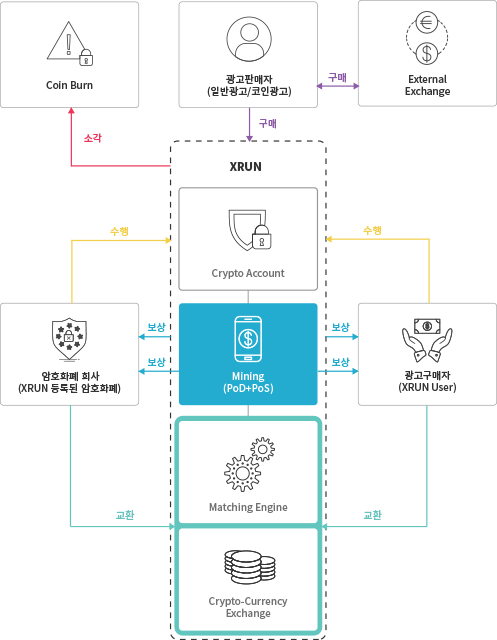 Coin Burn
광고판매자
(일반광고/코인광고)
구매
External
Exchange
소각
구매
XRUN
수행
수행
Crypto Account
보상
보상
보상
보상
암호화폐 회사
(XRUN 등록된 암호화폐)
Mining
(PoD+PoS)
광고구매자
(XRUN User)
Matching Engine
교환
교환
Crypto-Currency
Exchange